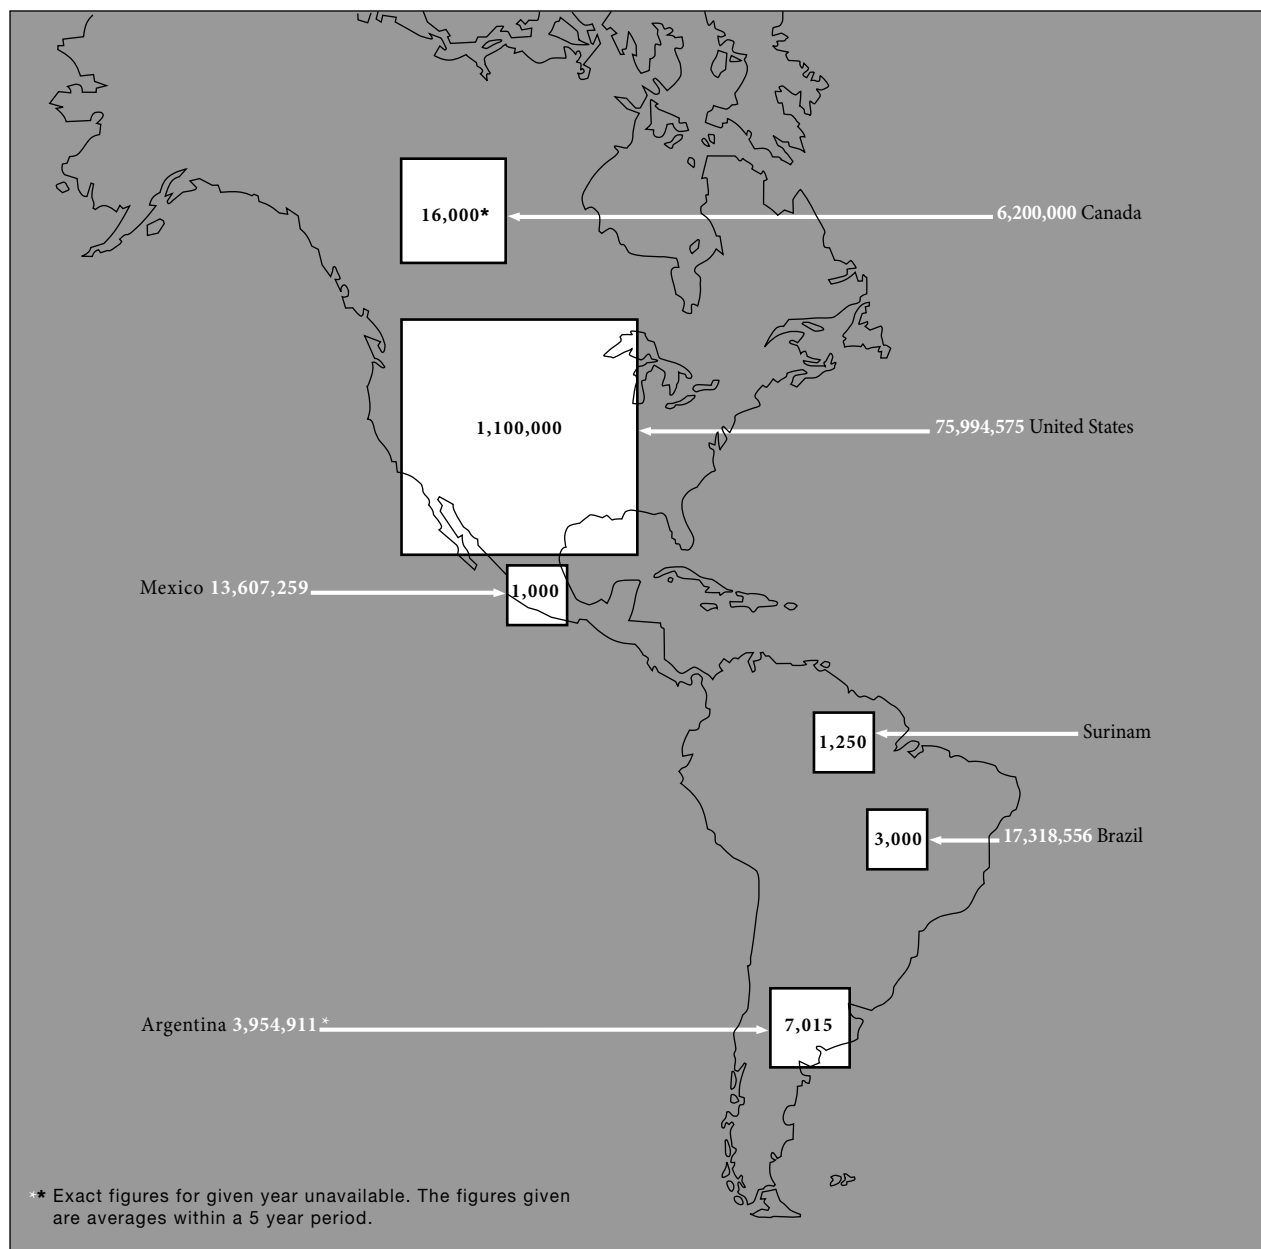 16,000*
6,200,000 Canada
1,100,000
75,994,575 United States
Mexico 13,607,259
1,000
1,250
Surinam
3,000
17,318,556 Brazil
Argentina 3,954,911*
7,015
** Exact figures for given year unavailable. The figures given
are averages within a 5 year period.